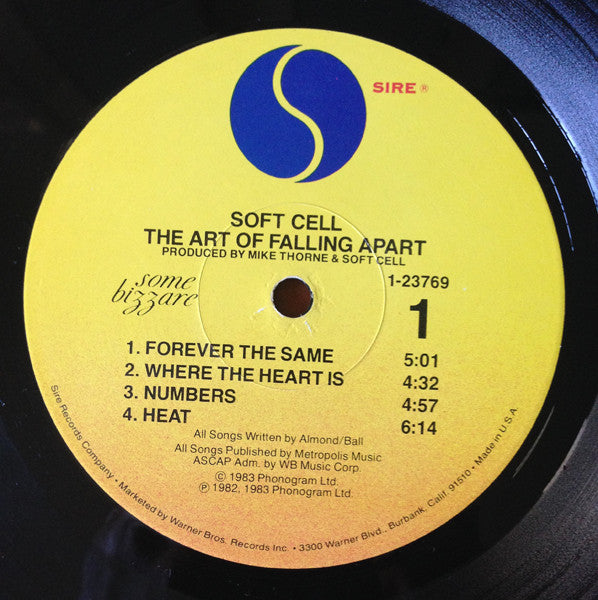 SIRE ®
SOFT CELL
THE ART OF FALLING APART
PRODUCED BY MIKE THORNE & SOFT CELL
some
bizzare
1-23769
1
1. FOREVER THE SAME 5:01
2. WHERE THE HEART IS 4:32
3. NUMBERS 4:57
4. HEAT 6:14
All Songs Written by Almond/Ball
All Songs Published by Metropolis Music
ASCAP Adm. by WB Music Corp.
© 1983 Phonogram Ltd.
℗ 1982, 1983 Phonogram Ltd.
Sire Records Company • Marketed by Warner Bros. Records Inc. • 3300 Warner Blvd., Burbank, Calif. 91510 • Made in U.S.A.